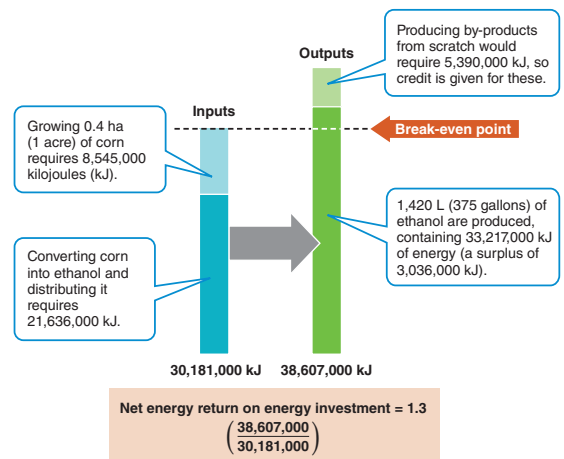 Producing by-products
from scratch would
require 5,390,000 kJ, so
credit is given for these.
Outputs
Inputs
Growing 0.4 ha
(1 acre) of corn
requires 8,545,000
kilojoules (kJ).
Break-even point
1,420 L (375 gallons) of
ethanol are produced,
containing 33,217,000 kJ
of energy (a surplus of
3,036,000 kJ).
Converting corn
into ethanol and
distributing it
requires
21,636,000 kJ.
30,181,000 kJ
38,607,000 kJ
Net energy return on energy investment = 1.3
(38,607,000
30,181,000)